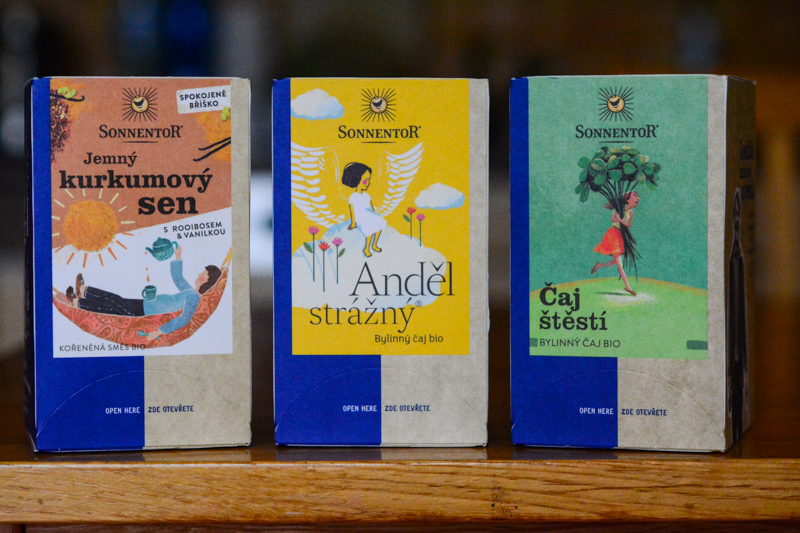 SPOKOJENÉ
BŘÍŠKO
SONNENTOR®
Jemný
kurkumový
sen
S ROOIBOSEM
& VANILKOU
KOŘENĚNÁ SMĚS BIO
OPEN HERE ZDE OTEVŘETE
SONNENTOR®
Anděl
strážný®
Bylinný čaj bio
OPEN HERE ZDE OTEVŘETE
SONNENTOR®
Čaj
štěstí
BYLINNÝ ČAJ BIO
OPEN HERE ZDE OTEVŘETE